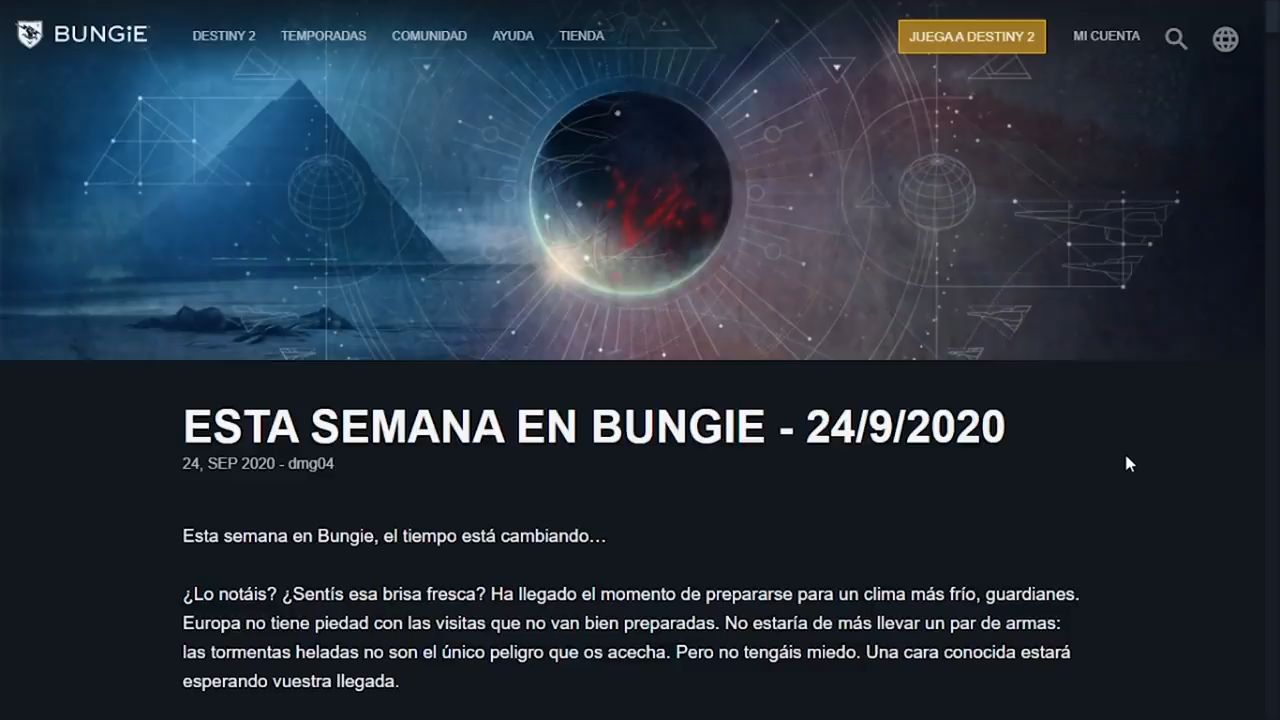 BUNGiE DESTINY 2 TEMPORADAS COMUNIDAD AYUDA TIENDA JUEGA A DESTINY 2 MI CUENTA
ESTA SEMANA EN BUNGIE - 24/9/2020
24, SEP 2020 - dmg04
Esta semana en Bungie, el tiempo está cambiando…
¿Lo notáis? ¿Sentís esa brisa fresca? Ha llegado el momento de prepararse para un clima más frío, guardianes.
Europa no tiene piedad con las visitas que no van bien preparadas. No estaría de más llevar un par de armas:
las tormentas heladas no son el único peligro que os acecha. Pero no tengáis miedo. Una cara conocida estará
esperando vuestra llegada.